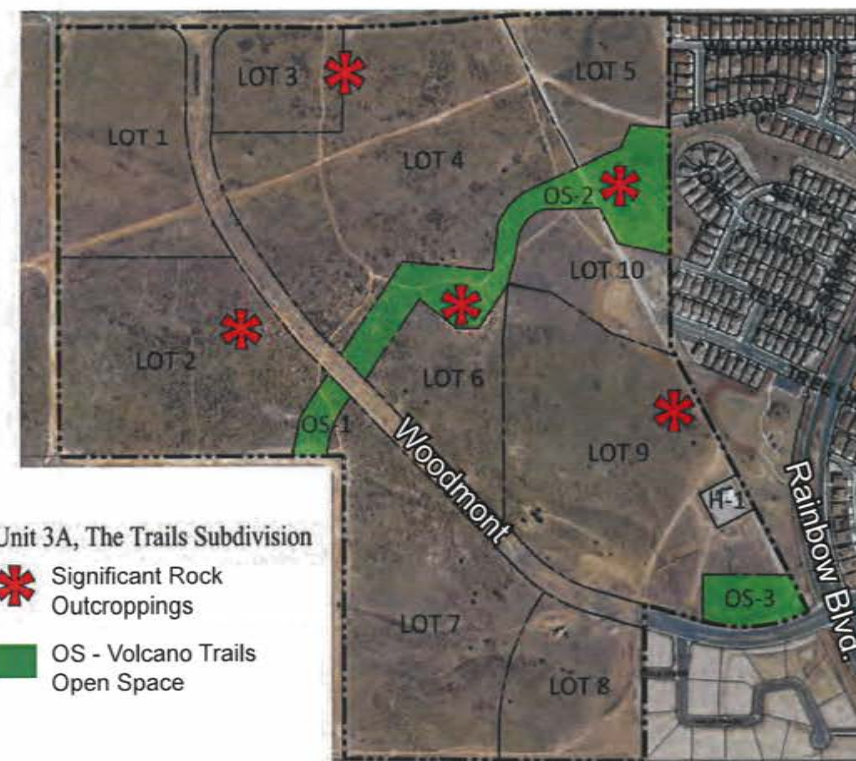 WILLIAMSBURG
LOT 3
LOT 5
LOT 1
LOT 4
OS-2
LOT 10
LOT 2
LOT 6
OS-1
Woodmont
LOT 9
H-1
Rainbow Blvd.
OS-3
LOT 7
LOT 8
Unit 3A, The Trails Subdivision
Significant Rock
Outcroppings
OS - Volcano Trails
Open Space